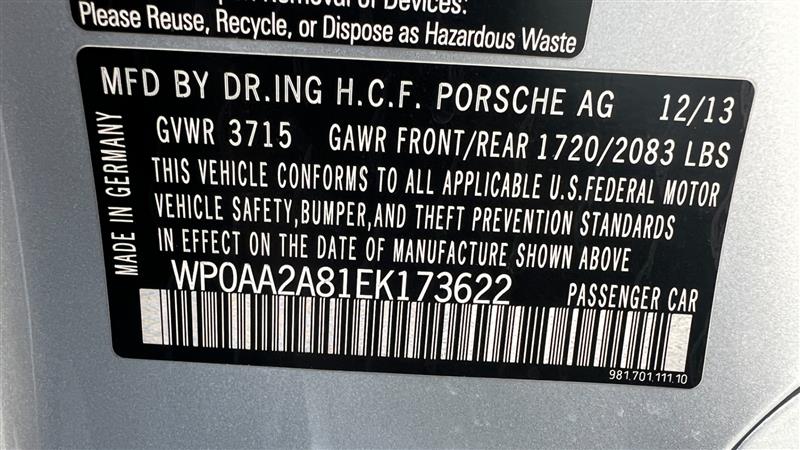 Please Reuse, Recycle, or Dispose as Hazardous Waste
MFD BY DR.ING H.C.F. PORSCHE AG 12/13
GVWR 3715 GAWR FRONT/REAR 1720/2083 LBS
THIS VEHICLE CONFORMS TO ALL APPLICABLE U.S.FEDERAL MOTOR
VEHICLE SAFETY,BUMPER,AND THEFT PREVENTION STANDARDS
IN EFFECT ON THE DATE OF MANUFACTURE SHOWN ABOVE
WP0AA2A81EK173622 PASSENGER CAR
981.701.111.10
MADE IN GERMANY